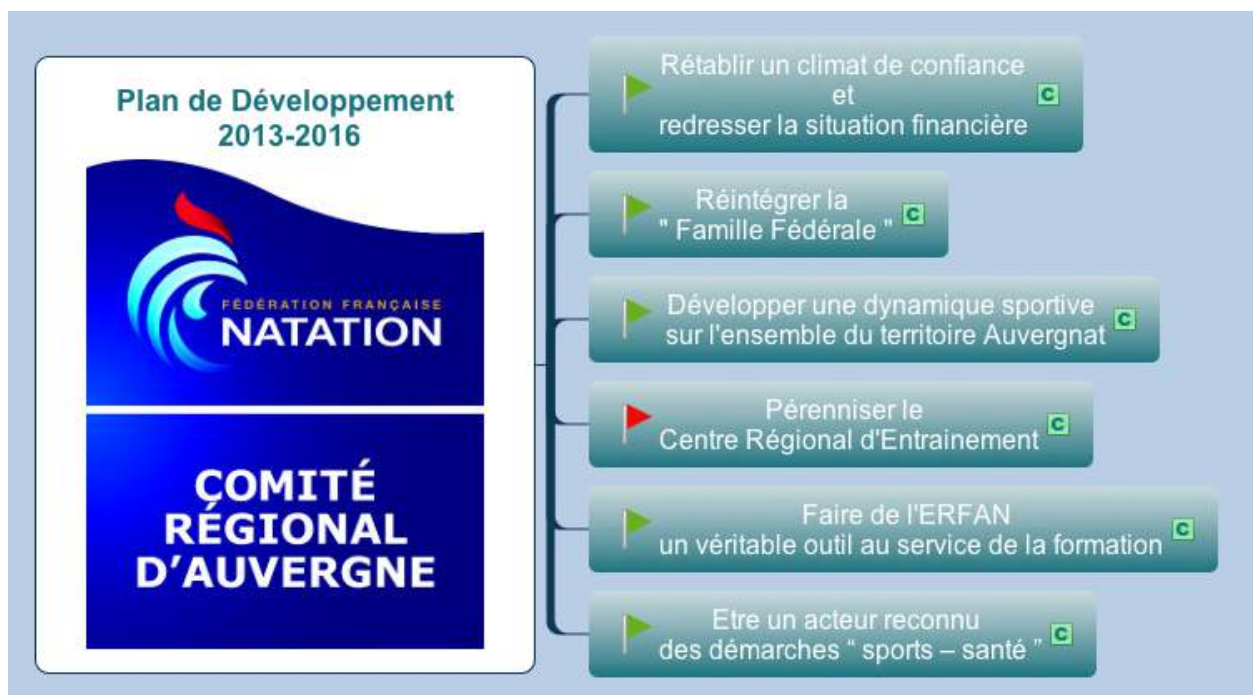 Plan de Développement
2013-2016
FÉDÉRATION FRANÇAISE
NATATION
COMITÉ
RÉGIONAL
D’AUVERGNE
Rétablir un climat de confiance
et
redresser la situation financière
C
Réintégrer la
" Famille Fédérale "
C
Développer une dynamique sportive
sur l'ensemble du territoire Auvergnat
C
Pérenniser le
Centre Régional d'Entrainement
C
Faire de l'ERFAN
un véritable outil au service de la formation
C
Etre un acteur reconnu
des démarches “ sports – santé ”
C